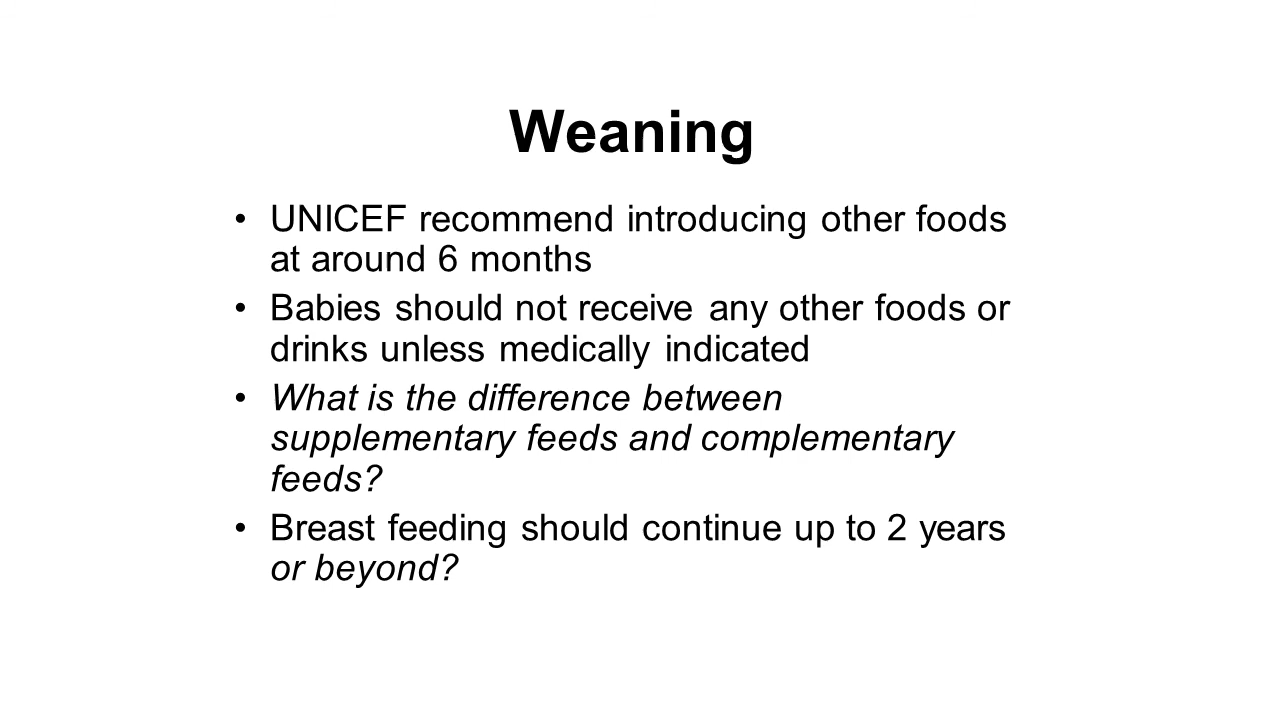 Weaning
• UNICEF recommend introducing other foods
at around 6 months
• Babies should not receive any other foods or
drinks unless medically indicated
• What is the difference between
supplementary feeds and complementary
feeds?
• Breast feeding should continue up to 2 years
or beyond?